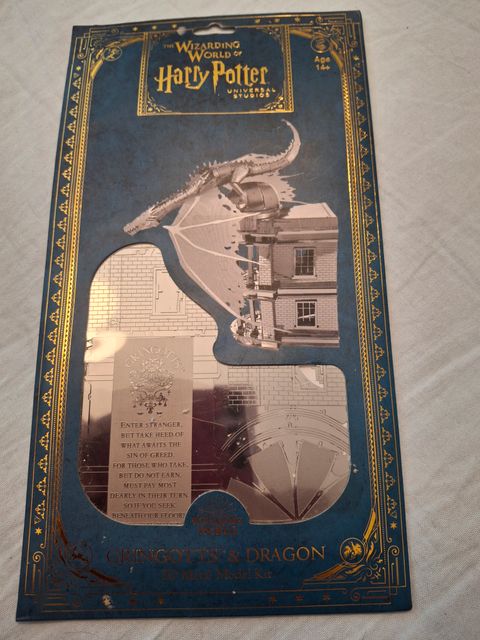 THE WIZARDING WORLD OF
Harry Potter
UNIVERSAL
STUDIOS
Age
14+
GRINGOTTS
ENTER STRANGER,
BUT TAKE HEED OF
WHAT AWAITS THE
SIN OF GREED.
FOR THOSE WHO TAKE,
BUT DO NOT EARN,
MUST PAY MOST
DEARLY IN THEIR TURN
SO IF YOU SEEK
BENEATH OUR FLOOR
GRINGOTTS & DRAGON
3D Metal Model Kit